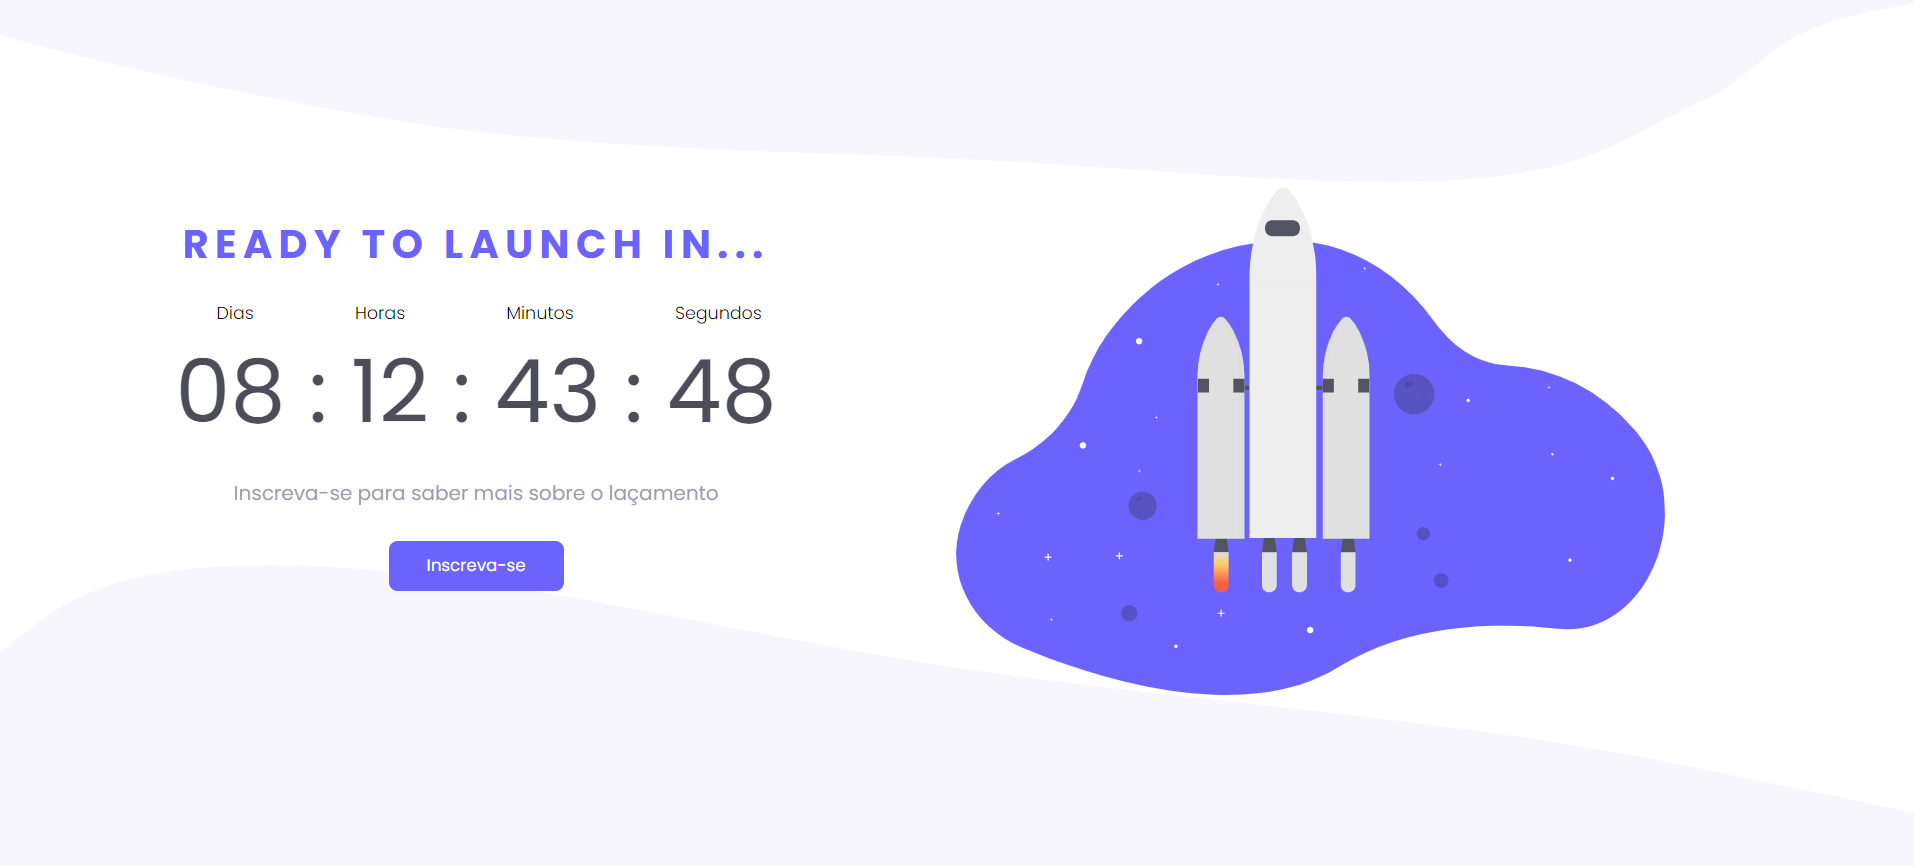 READY TO LAUNCH IN...
Dias Horas Minutos Segundos
08 : 12 : 43 : 48
Inscreva-se para saber mais sobre o laçamento
Inscreva-se